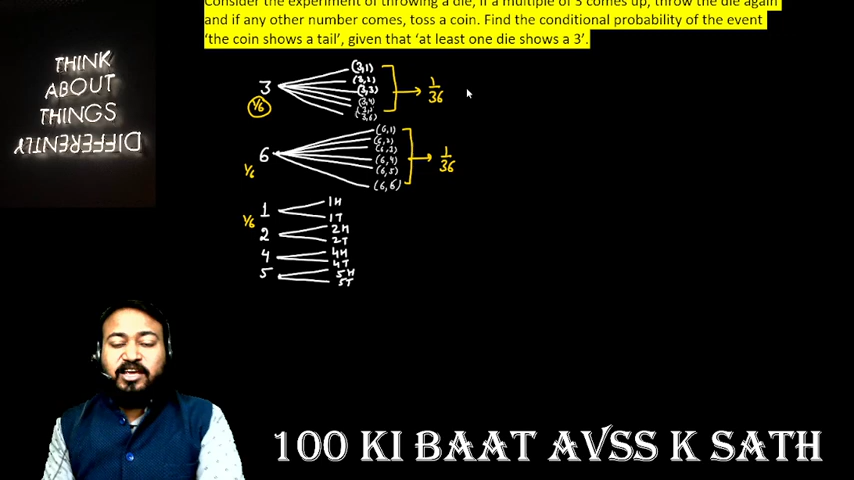 Consider the experiment of throwing a die, if a multiple of 3 comes up, throw the die again
and if any other number comes, toss a coin. Find the conditional probability of the event
‘the coin shows a tail’, given that ‘at least one die shows a 3’.
THINK
ABOUT
THINGS
DIFFERENTLY
3
1/6
(3,1)
(3,2)
(3,3)
(3,4)
(3,6)
1/36
6
1/6
(6,1)
(6,2)
(6,3)
(6,4)
(6,5)
(6,6)
1/36
1/6
1
1H
1T
2
2H
2T
4
4H
4T
5
5H
5T
100 KI BAAT AVSS K SATH